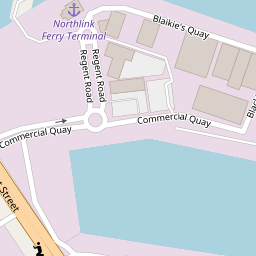 Northlink
Ferry Terminal
Blaikie's Quay
Regent Road
Regent Road
Commercial Quay
Commercial Quay
Street